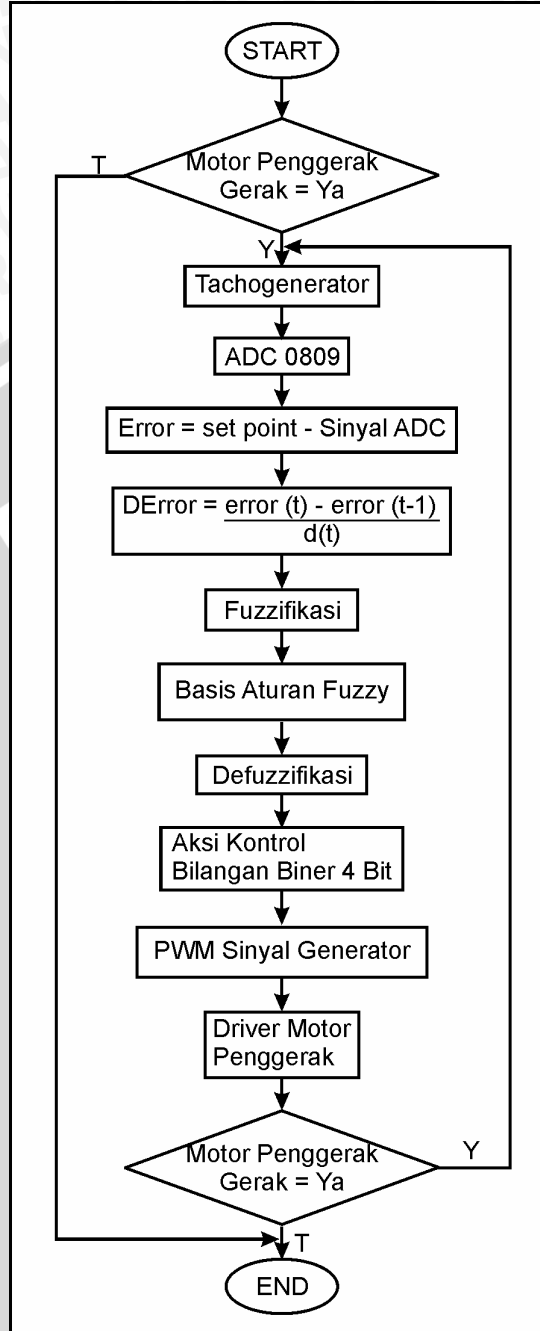 START
Motor Penggerak
Gerak = Ya
T
Y
Tachogenerator
ADC 0809
Error = set point - Sinyal ADC
DError = error (t) - error (t-1)
d(t)
Fuzzifikasi
Basis Aturan Fuzzy
Defuzzifikasi
Aksi Kontrol
Bilangan Biner 4 Bit
PWM Sinyal Generator
Driver Motor
Penggerak
Motor Penggerak
Gerak = Ya
Y
T
END